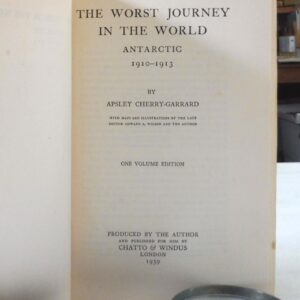 THE WORST JOURNEY
IN THE WORLD
ANTARCTIC
1910–1913
BY
APSLEY CHERRY-GARRARD
WITH MAPS AND ILLUSTRATIONS BY THE LATE
DOCTOR EDWARD A. WILSON AND THE AUTHOR
ONE VOLUME EDITION
PRODUCED BY THE AUTHOR
AND PUBLISHED FOR HIM BY
CHATTO & WINDUS
LONDON
1939